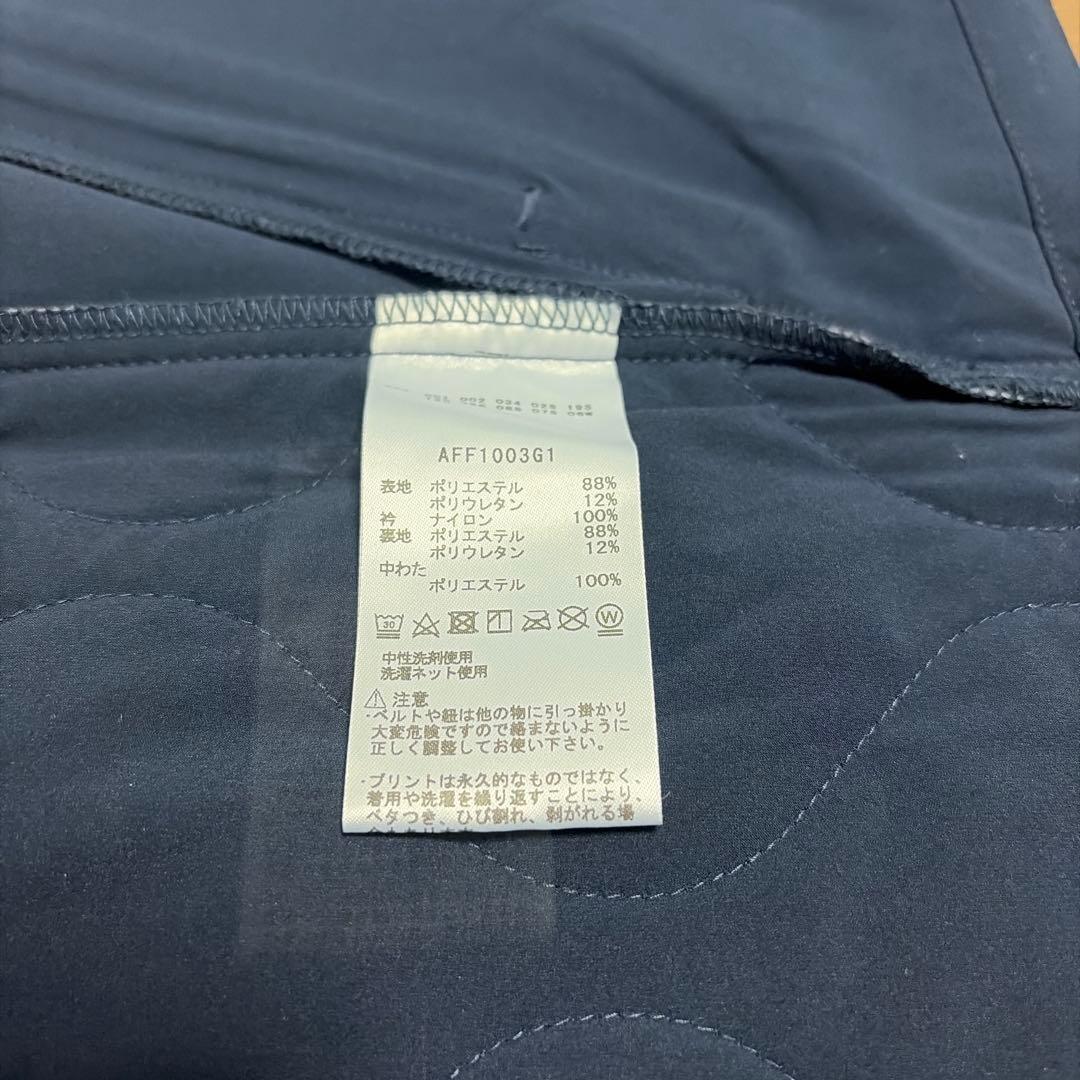 002 034 025 195
AFF1003G1
表地 ポリエステル 88%
ポリウレタン 12%
衿 ナイロン 100%
裏地 ポリエステル 88%
ポリウレタン 12%
中わた
ポリエステル 100%
30 W
中性洗剤使用
洗濯ネット使用
注意
・ベルトや紐は他の物に引っ掛かり
大変危険ですので絡まないように
正しく調整してお使い下さい。
・プリントは永久的なものではなく、
着用や洗濯を繰り返すことにより、
ベタつき、ひび割れ、剥がれる場